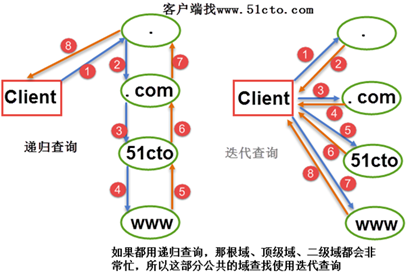 客户端找www.51cto.com
.
8
1
2
7
Client
. com
3
6
递归查询
51cto
4
5
www
.
1
2
Client
3
4
. com
5
6
迭代查询
51cto
7
8
www
如果都用递归查询，那根域、顶级域、二级域都会非
常忙，所以这部分公共的域查找使用迭代查询